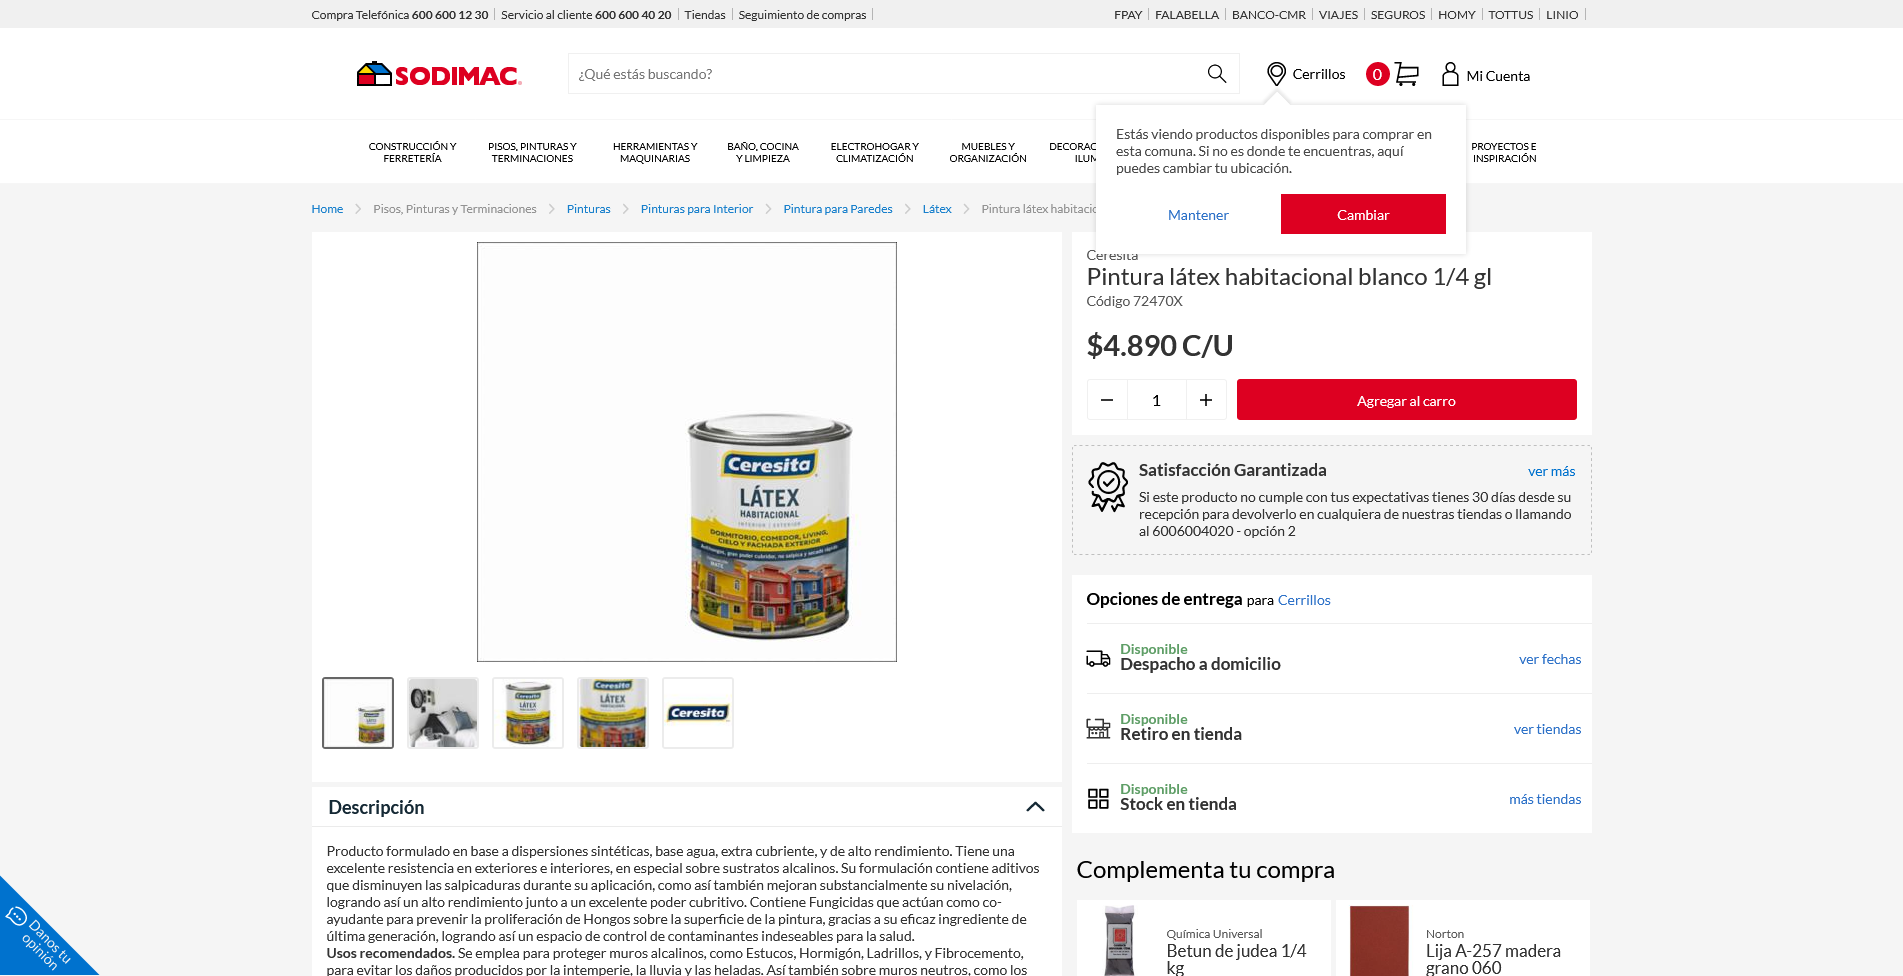 Compra Telefónica 600 600 12 30
Servicio al cliente 600 600 40 20
Tiendas
Seguimiento de compras
FPAY
FALABELLA
BANCO-CMR
VIAJES
SEGUROS
HOMY
TOTTUS
LINIO
SODIMAC
¿Qué estás buscando?
Cerrillos
0
Mi Cuenta
CONSTRUCCIÓN Y
FERRETERÍA
PISOS, PINTURAS Y
TERMINACIONES
HERRAMIENTAS Y
MAQUINARIAS
BAÑO, COCINA
Y LIMPIEZA
ELECTROHOGAR Y
CLIMATIZACIÓN
MUEBLES Y
ORGANIZACIÓN
PROYECTOS E
INSPIRACIÓN
Estás viendo productos disponibles para comprar en
esta comuna. Si no es donde te encuentras, aquí
puedes cambiar tu ubicación.
Mantener
Cambiar
Home
Pisos, Pinturas y Terminaciones
Pinturas
Pinturas para Interior
Pintura para Paredes
Látex
Pintura látex habitacio
Ceresita
LÁTEX
HABITACIONAL
INTERIOR / EXTERIOR
DORMITORIO, COMEDOR, LIVING,
CIELO Y FACHADA EXTERIOR
Ceresita
Pintura látex habitacional blanco 1/4 gl
Código 72470X
$4.890 C/U
1
Agregar al carro
Satisfacción Garantizada
ver más
Si este producto no cumple con tus expectativas tienes 30 días desde su
recepción para devolverlo en cualquiera de nuestras tiendas o llamando
al 6006004020 - opción 2
Opciones de entrega para Cerrillos
Disponible
Despacho a domicilio
ver fechas
Disponible
Retiro en tienda
ver tiendas
Disponible
Stock en tienda
más tiendas
Ceresita
LÁTEX
Ceresita
LÁTEX
Ceresita
Descripción
Producto formulado en base a dispersiones sintéticas, base agua, extra cubriente, y de alto rendimiento. Tiene una
excelente resistencia en exteriores e interiores, en especial sobre sustratos alcalinos. Su formulación contiene aditivos
que disminuyen las salpicaduras durante su aplicación, como así también mejoran substancialmente su nivelación,
logrando así un alto rendimiento junto a un excelente poder cubritivo. Contiene Fungicidas que actúan como co-
ayudante para prevenir la proliferación de Hongos sobre la superficie de la pintura, gracias a su eficaz ingrediente de
última generación, logrando así un espacio de control de contaminantes indeseables para la salud.
Usos recomendados. Se emplea para proteger muros alcalinos, como Estucos, Hormigón, Ladrillos, y Fibrocemento,
para evitar los daños producidos por la intemperie, la lluvia y las heladas. Así también sobre muros neutros, como los
Complementa tu compra
Química Universal
Betun de judea 1/4
kg
Norton
Lija A-257 madera
grano 060
Danos tu
opinión